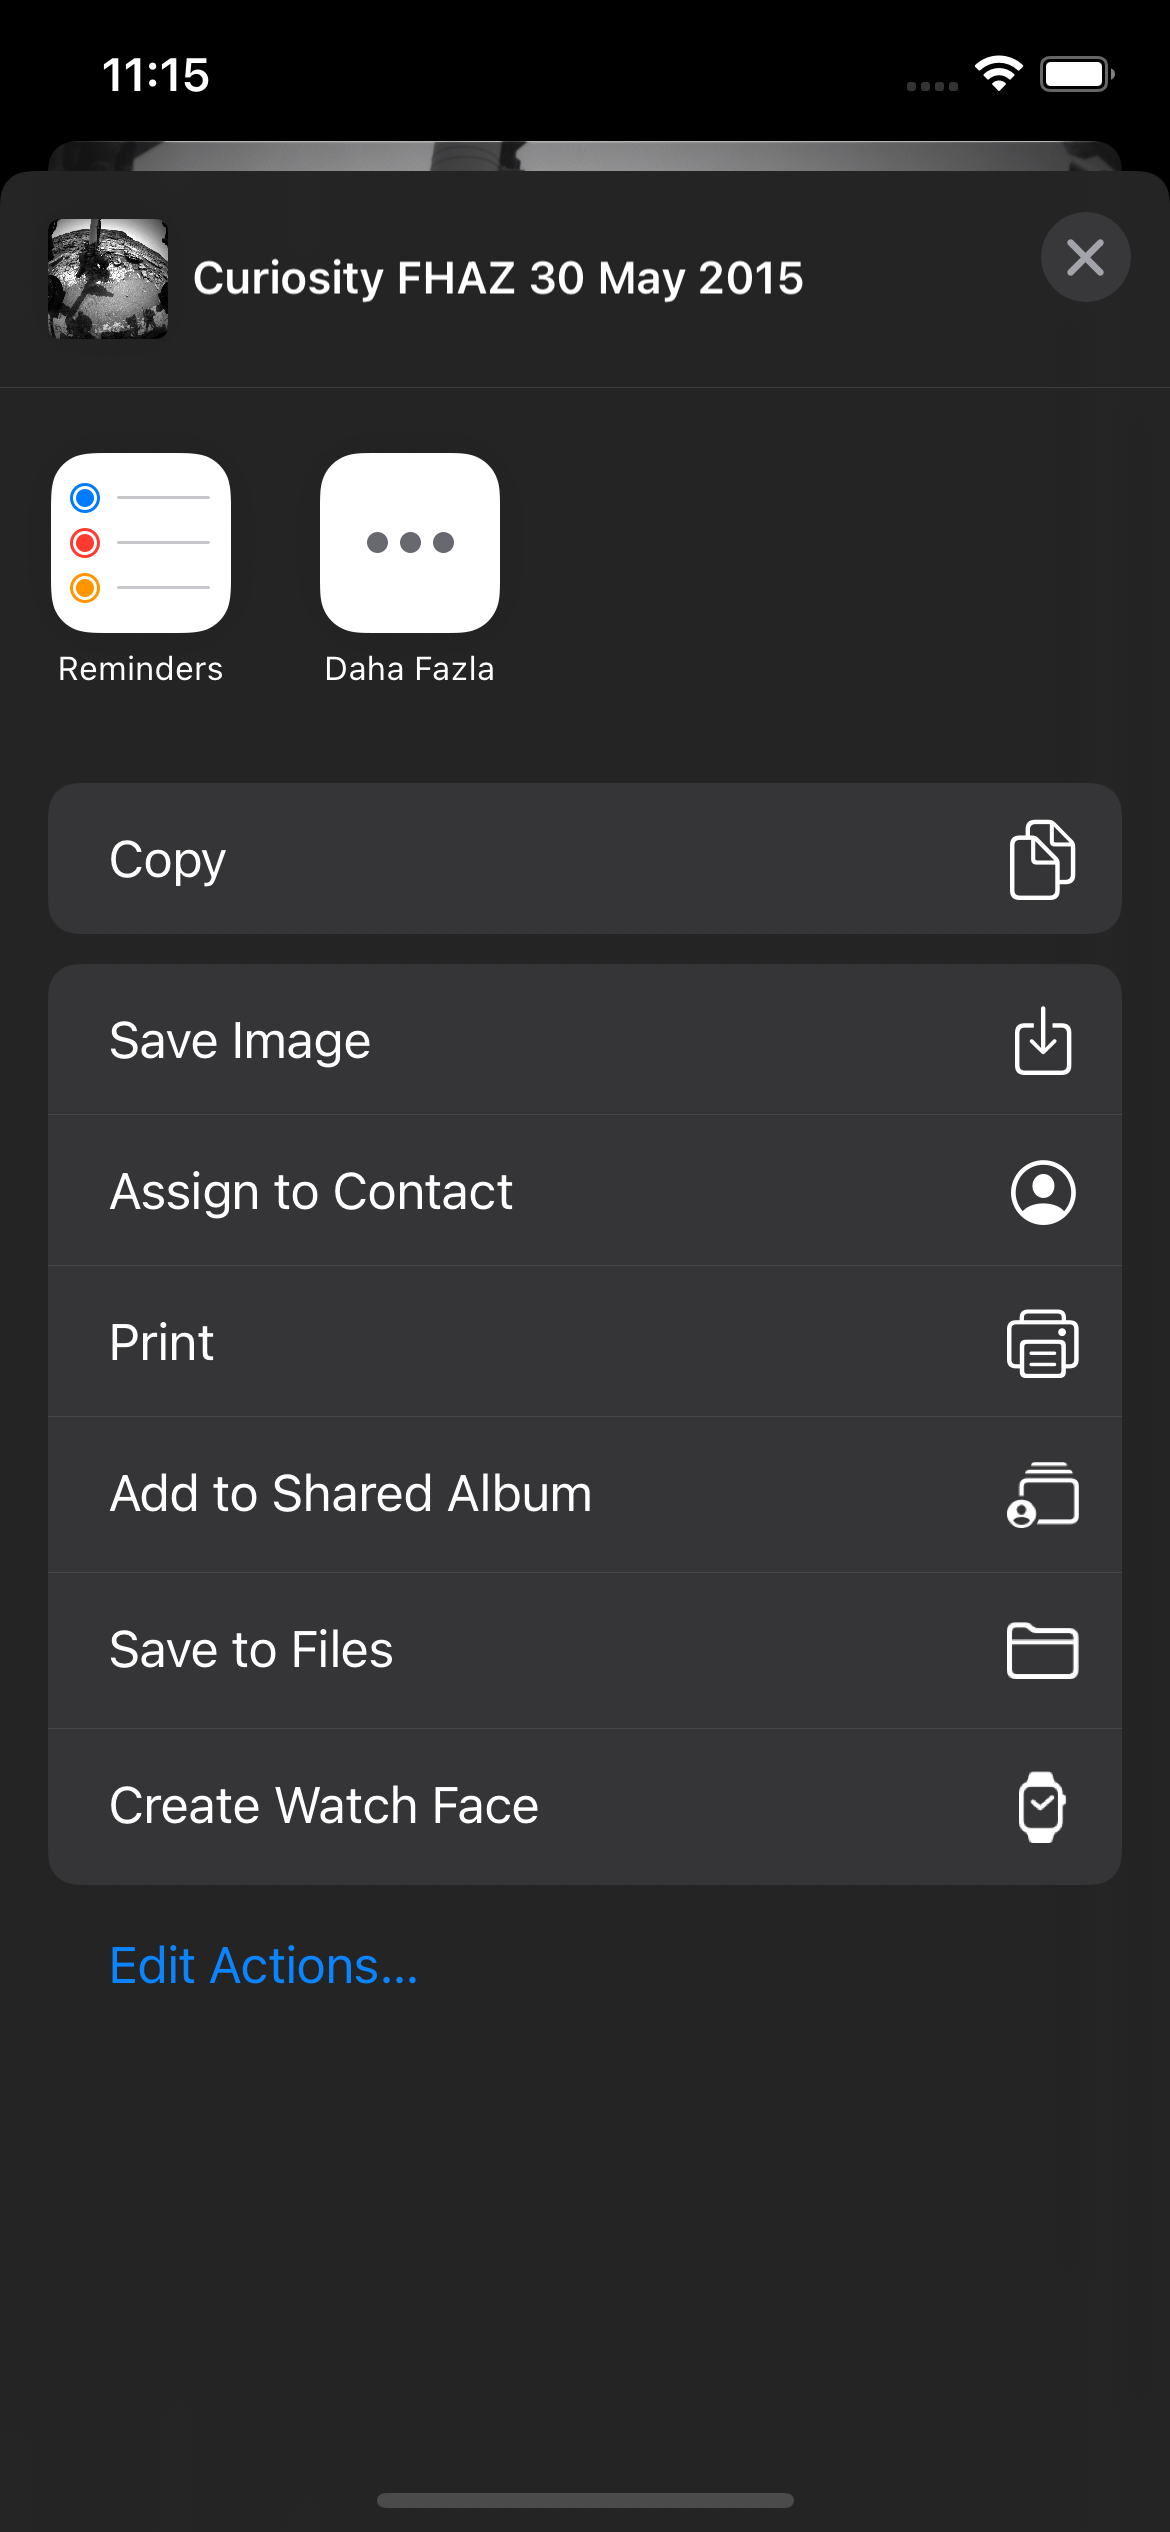 11:15
Curiosity FHAZ 30 May 2015
Reminders
Daha Fazla
Copy
Save Image
Assign to Contact
Print
Add to Shared Album
Save to Files
Create Watch Face
Edit Actions...